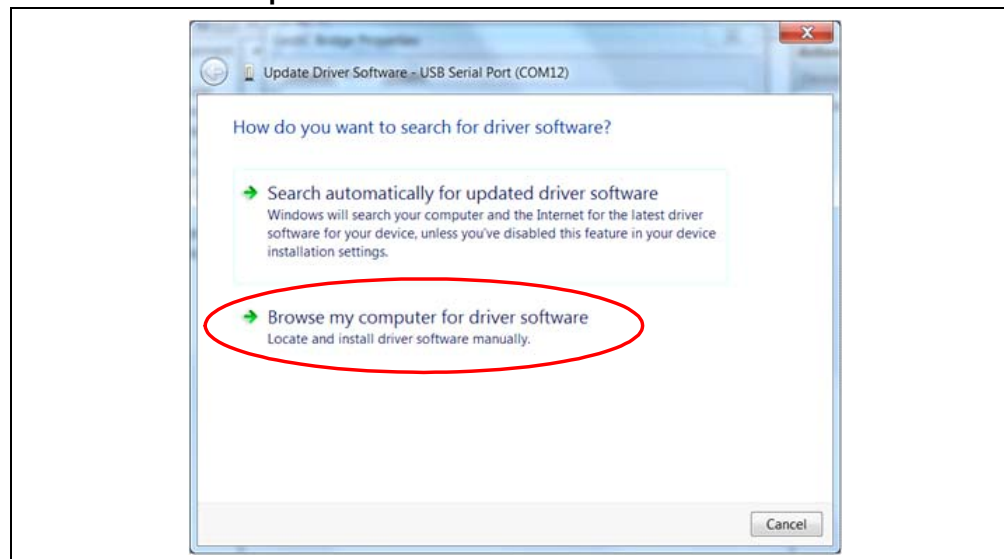 Update Driver Software - USB Serial Port (COM12)
How do you want to search for driver software?
Search automatically for updated driver software
Windows will search your computer and the Internet for the latest driver
software for your device, unless you've disabled this feature in your device
installation settings.
Browse my computer for driver software
Locate and install driver software manually.
Cancel